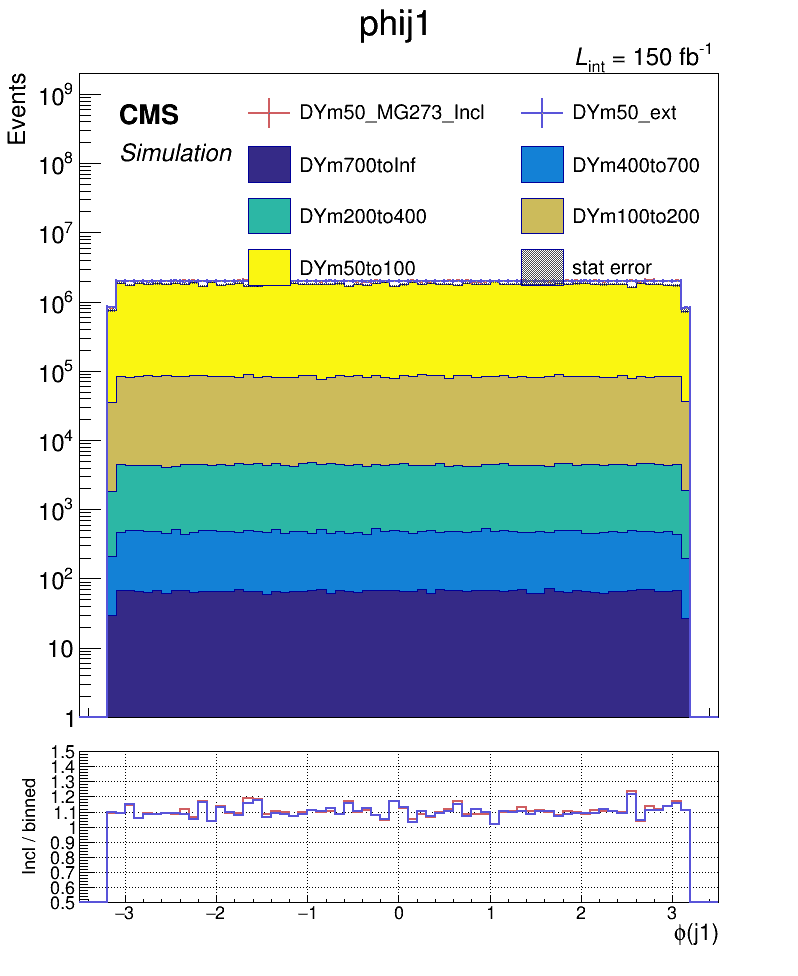 phij1
L_int = 150 fb^-1
Events
CMS
Simulation
DYm50_MG273_Incl
DYm50_ext
DYm700toInf
DYm400to700
DYm200to400
DYm100to200
DYm50to100
stat error
10^9
10^8
10^7
10^6
10^5
10^4
10^3
10^2
10
1
Incl / binned
1.5
1.4
1.3
1.2
1.1
1
0.9
0.8
0.7
0.6
0.5
−3 −2 −1 0 1 2 3
ϕ(j1)